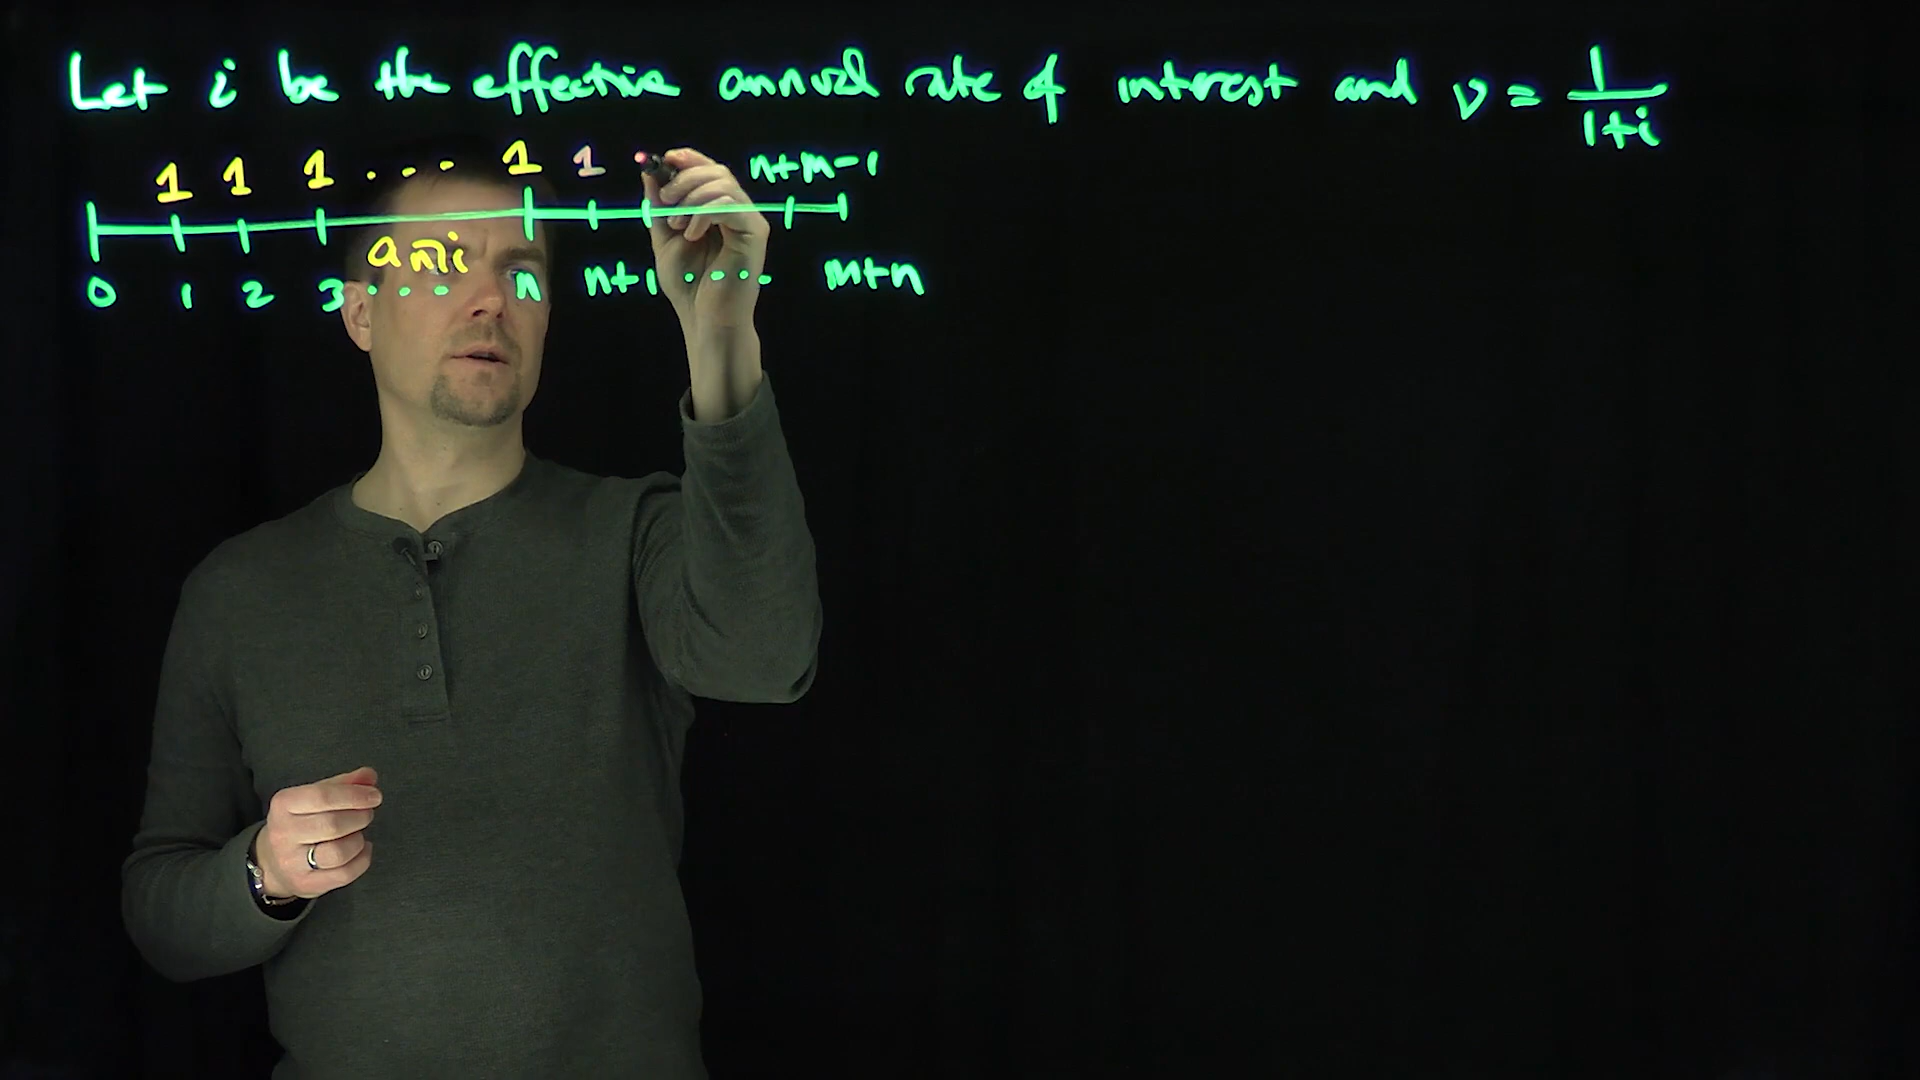 Let i be the effective annual rate of interest and v = 1/(1+i)
1 1 1 . . . 1 1 n+m-1
a n̅| i
0 1 2 3 . . . n n+1 . . . . m+n